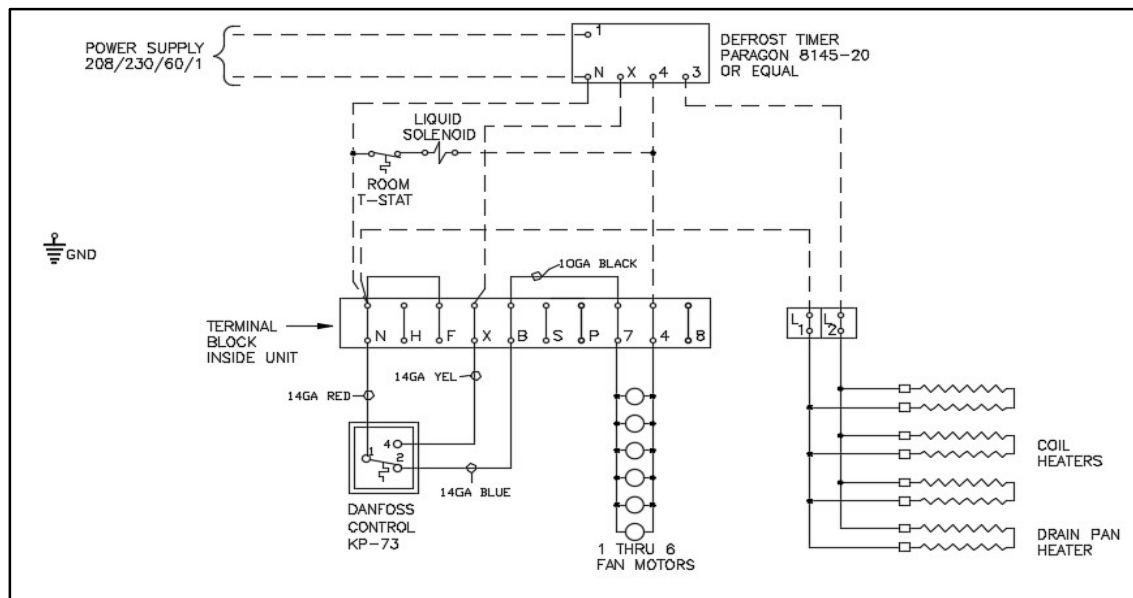 POWER SUPPLY
208/230/60/1
1
N X 4 3
DEFROST TIMER
PARAGON 8145-20
OR EQUAL
LIQUID
SOLENOID
ROOM
T-STAT
GND
10GA BLACK
TERMINAL
BLOCK
INSIDE UNIT
N H F X B S P 7 4 8
L1 L2
14GA RED
14GA YEL
14GA BLUE
1
4
2
DANFOSS
CONTROL
KP-73
1 THRU 6
FAN MOTORS
COIL
HEATERS
DRAIN PAN
HEATER